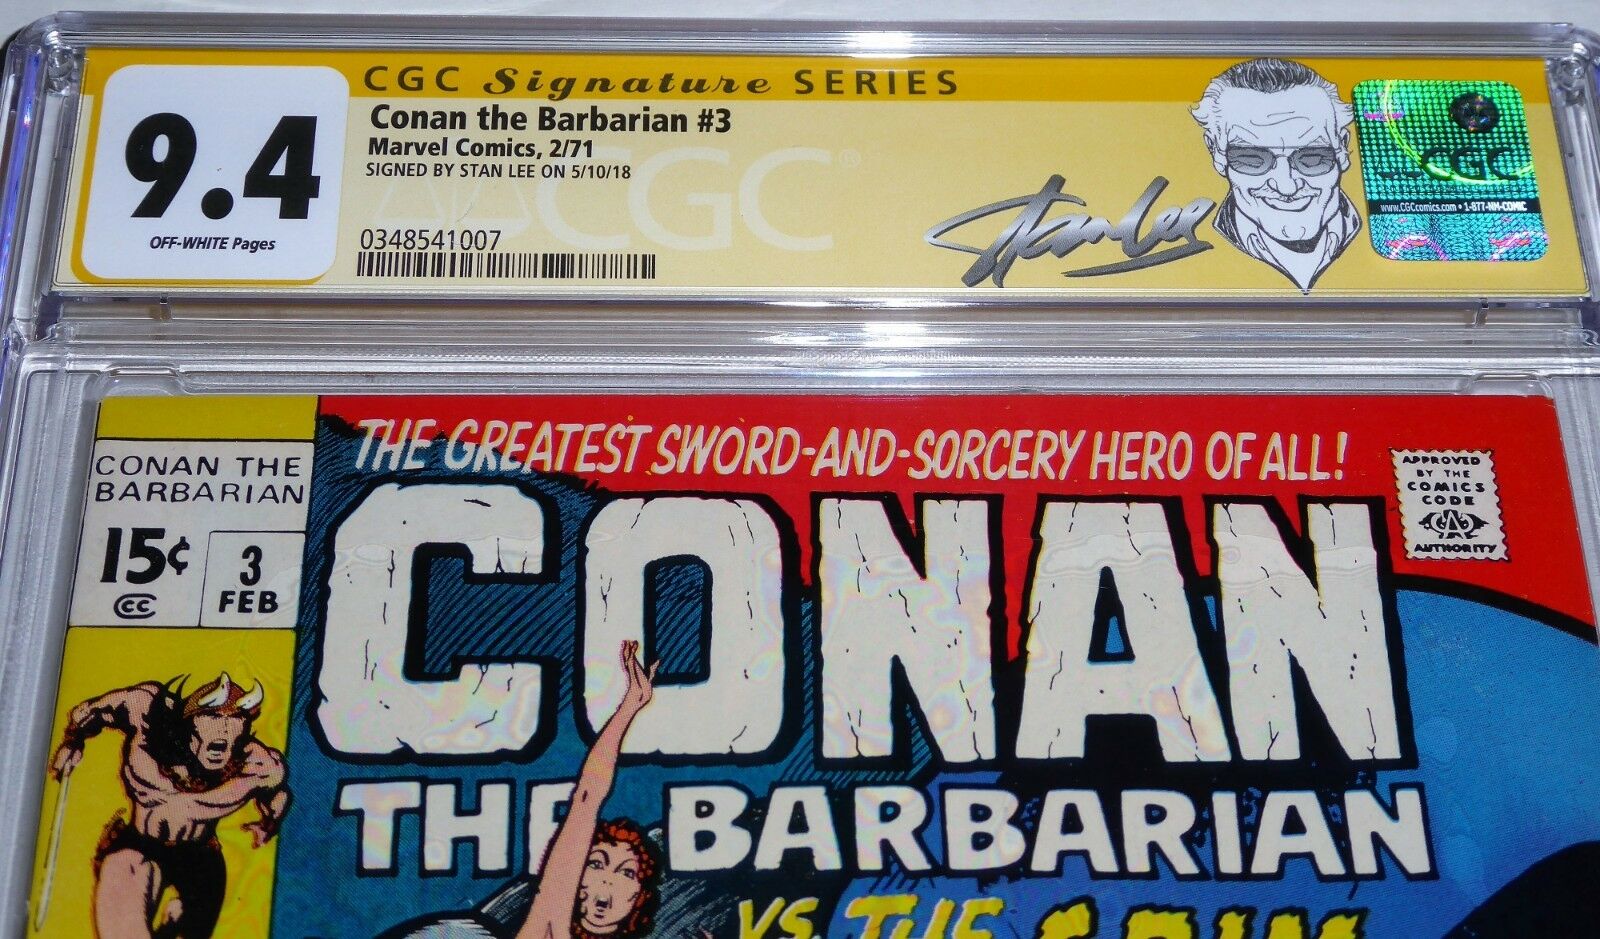 9.4
OFF-WHITE Pages
CGC Signature SERIES
Conan the Barbarian #3
Marvel Comics, 2/71
SIGNED BY STAN LEE ON 5/10/18
CGC®
0348541007
Stan Lee
CGC
www.CGCcomics.com • 1-877-NM-COMIC
THE GREATEST SWORD-AND-SORCERY HERO OF ALL!
CONAN THE
BARBARIAN
15¢
CC
3
FEB
APPROVED
BY THE
COMICS
CODE
CA
AUTHORITY
CONAN
THE BARBARIAN
VS. THE GRIM